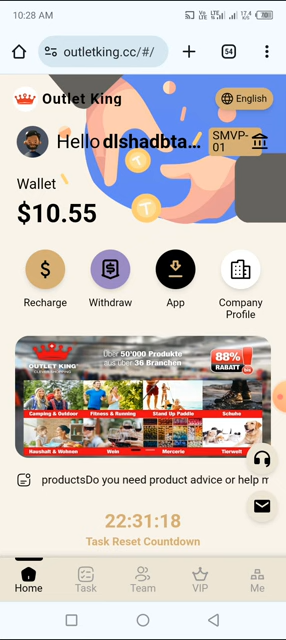 10:28 AM
17.4
outletking.cc/#/
54
Outlet King
English
Hello dlshadbta...
SMVP-
01
Wallet
$10.55
Recharge
Withdraw
App
Company
Profile
OUTLET KING
Über 50'000 Produkte
aus über 36 Branchen
88%
RABATT
Camping & Outdoor
Fitness & Running
Stand Up Paddle
Schuhe
Haushalt & Wohnen
Wein
Mercerie
Tierwelt
productsDo you need product advice or help m
22:31:18
Task Reset Countdown
Home
Task
Team
VIP
Me